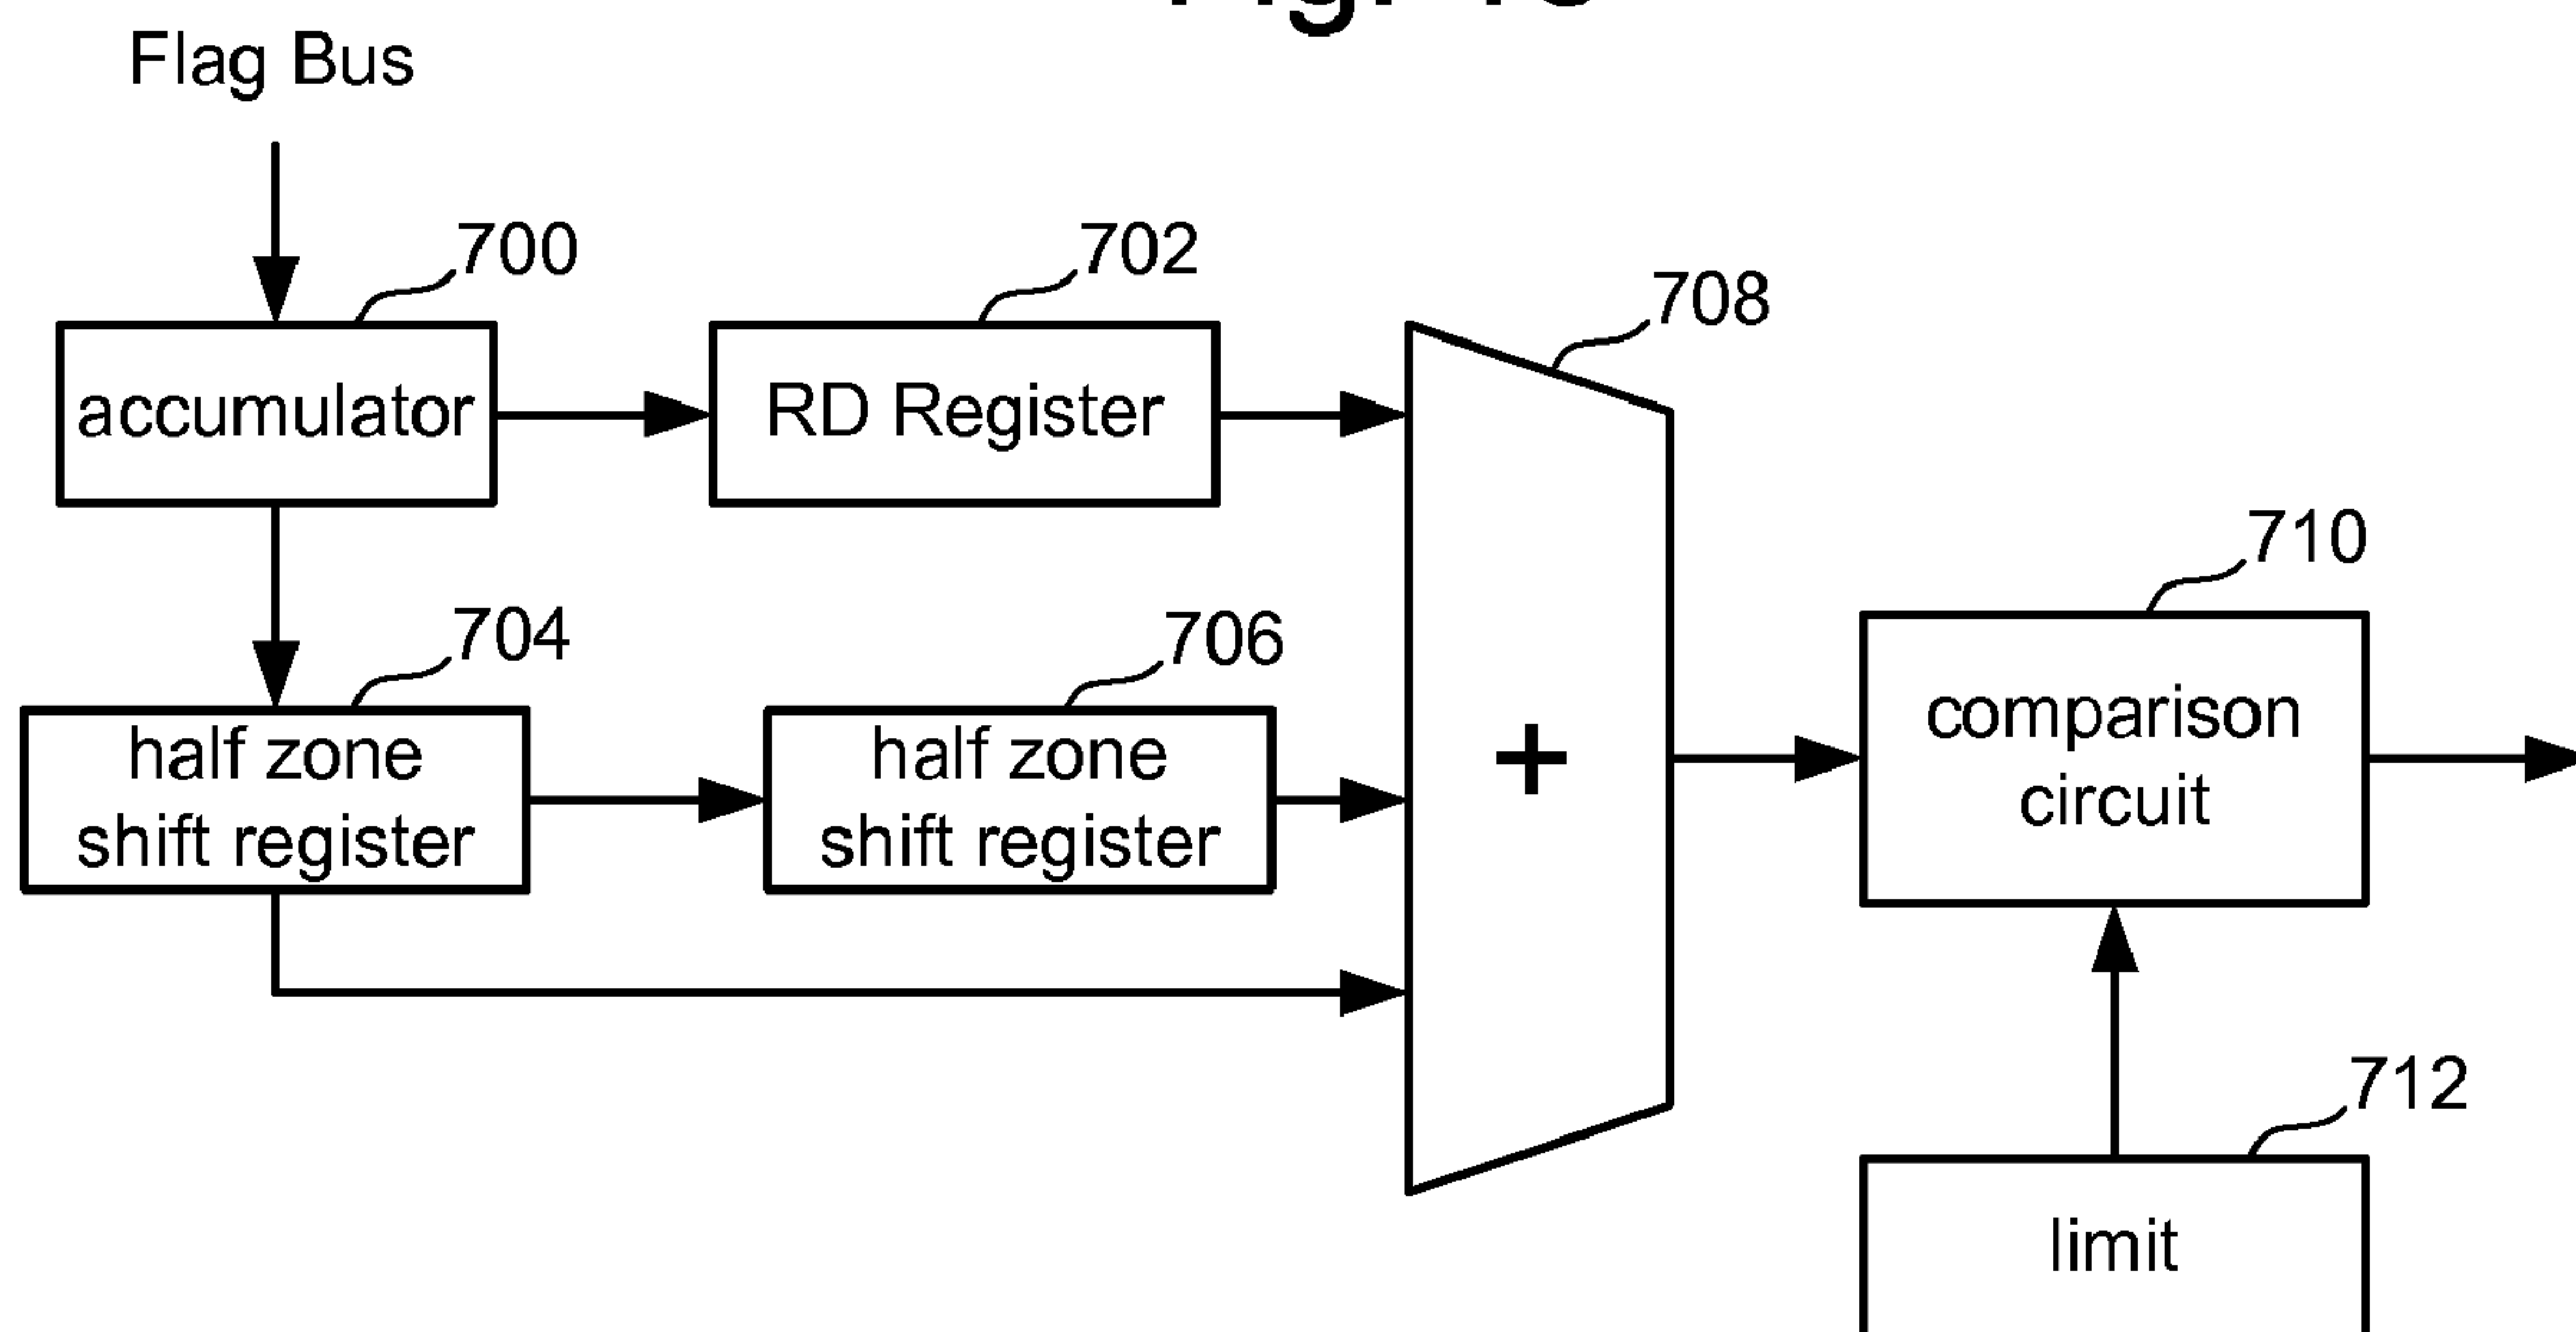 Flag Bus
700
702
708
accumulator
RD Register
710
704
706
half zone
shift register
half zone
shift register
+
comparison
circuit
712
limit